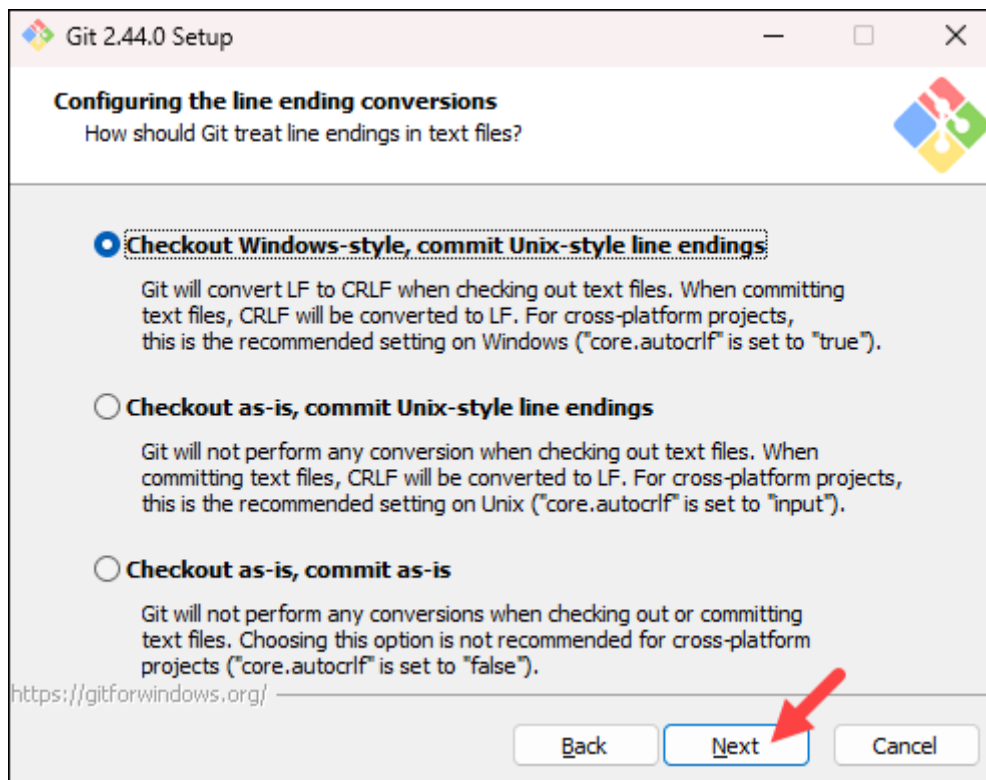 Git 2.44.0 Setup
Configuring the line ending conversions
How should Git treat line endings in text files?
Checkout Windows-style, commit Unix-style line endings
Git will convert LF to CRLF when checking out text files. When committing
text files, CRLF will be converted to LF. For cross-platform projects,
this is the recommended setting on Windows ("core.autocrlf" is set to "true").
Checkout as-is, commit Unix-style line endings
Git will not perform any conversion when checking out text files. When
committing text files, CRLF will be converted to LF. For cross-platform projects,
this is the recommended setting on Unix ("core.autocrlf" is set to "input").
Checkout as-is, commit as-is
Git will not perform any conversions when checking out or committing
text files. Choosing this option is not recommended for cross-platform
projects ("core.autocrlf" is set to "false").
https://gitforwindows.org/
Back Next Cancel